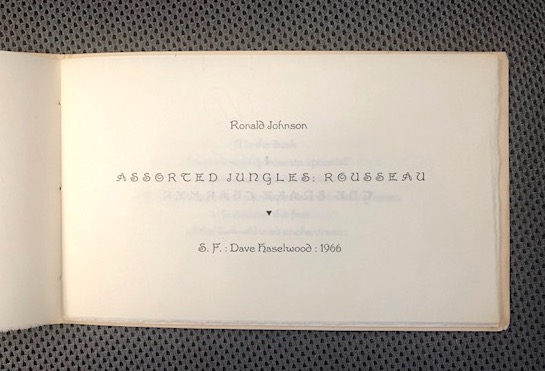 Ronald Johnson
ASSORTED JUNGLES: ROUSSEAU
S. F. : Dave Haselwood : 1966